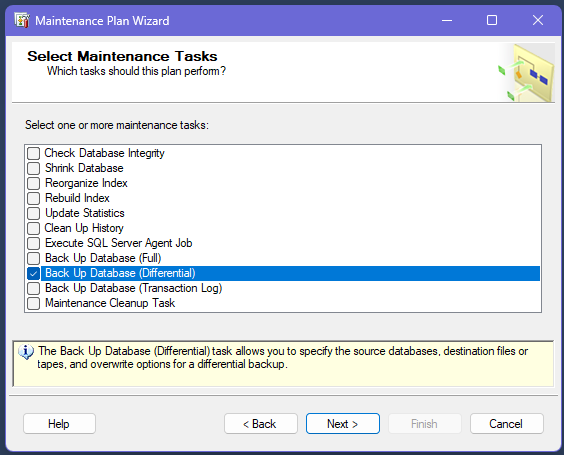 Maintenance Plan Wizard
Select Maintenance Tasks
Which tasks should this plan perform?
Select one or more maintenance tasks:
Check Database Integrity
Shrink Database
Reorganize Index
Rebuild Index
Update Statistics
Clean Up History
Execute SQL Server Agent Job
Back Up Database (Full)
Back Up Database (Differential)
Back Up Database (Transaction Log)
Maintenance Cleanup Task
The Back Up Database (Differential) task allows you to specify the source databases, destination files or
tapes, and overwrite options for a differential backup.
Help < Back Next > Finish Cancel